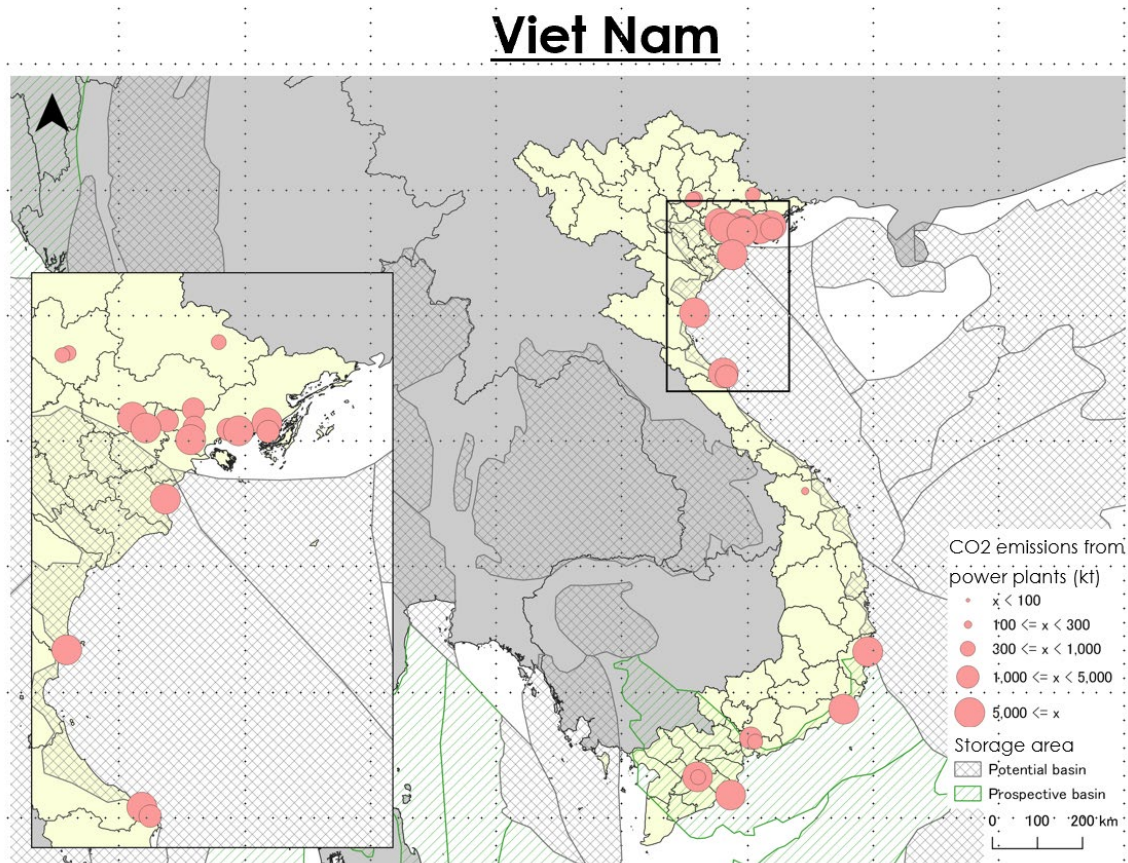 Viet Nam
CO2 emissions from
power plants (kt)
x < 100
100 <= x < 300
300 <= x < 1,000
1,000 <= x < 5,000
5,000 <= x
Storage area
Potential basin
Prospective basin
0 100 200 km